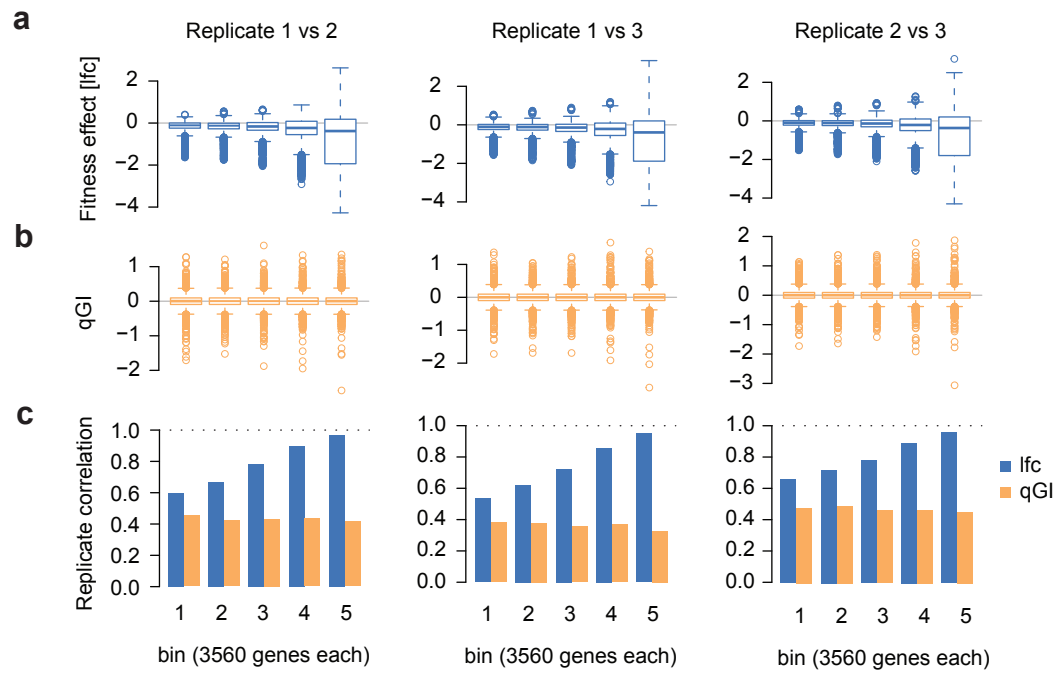 a
Replicate 1 vs 2
Replicate 1 vs 3
Replicate 2 vs 3
Fitness effect [lfc]
2
0
−2
−4
2
0
−2
−4
2
0
−2
−4
b
qGI
1
0
−1
−2
1
0
−1
−2
2
1
0
−1
−2
−3
c
Replicate correlation
1.0
0.8
0.6
0.4
0.2
0.0
1.0
0.8
0.6
0.4
0.2
0.0
1.0
0.8
0.6
0.4
0.2
0.0
lfc
qGI
1 2 3 4 5
1 2 3 4 5
1 2 3 4 5
bin (3560 genes each)
bin (3560 genes each)
bin (3560 genes each)